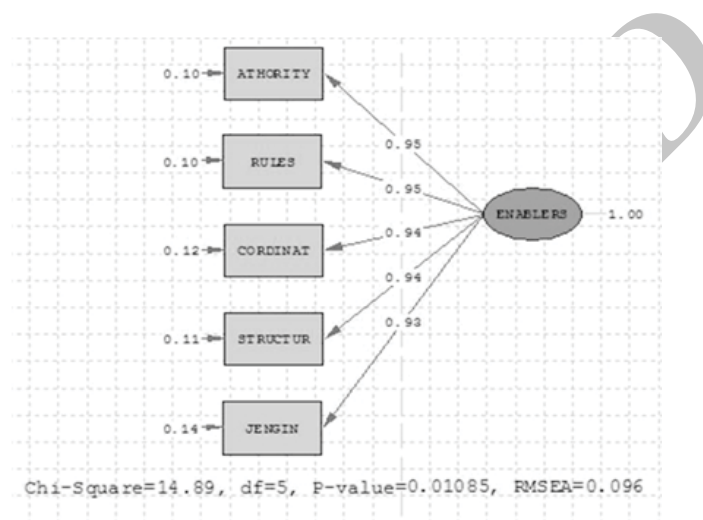 0.10 ATHORITY
0.95
0.10 RULES
0.95
ENABLERS 1.00
0.94
0.12 CORDINAT
0.94
0.93
0.11 STRUCTUR
0.14 JENGIN
Chi-Square=14.89, df=5, P-value=0.01085, RMSEA=0.096